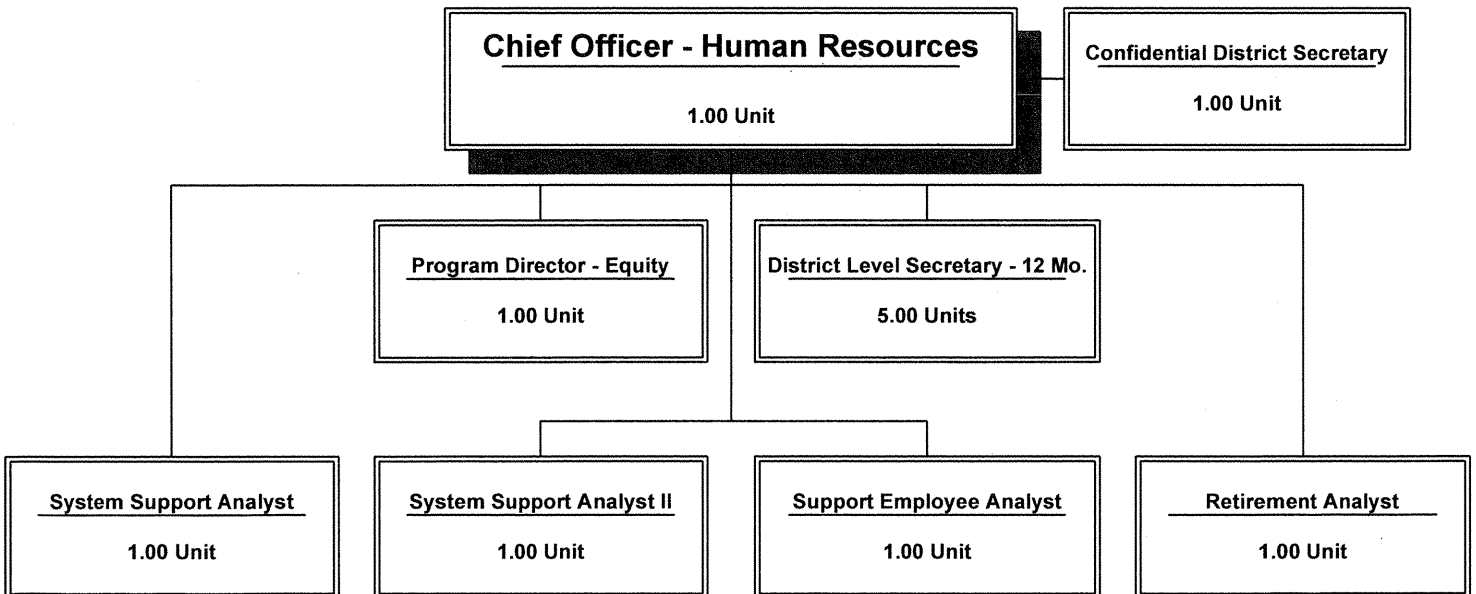 Chief Officer - Human Resources
1.00 Unit
Confidential District Secretary
1.00 Unit
Program Director - Equity
1.00 Unit
District Level Secretary - 12 Mo.
5.00 Units
System Support Analyst
1.00 Unit
System Support Analyst II
1.00 Unit
Support Employee Analyst
1.00 Unit
Retirement Analyst
1.00 Unit